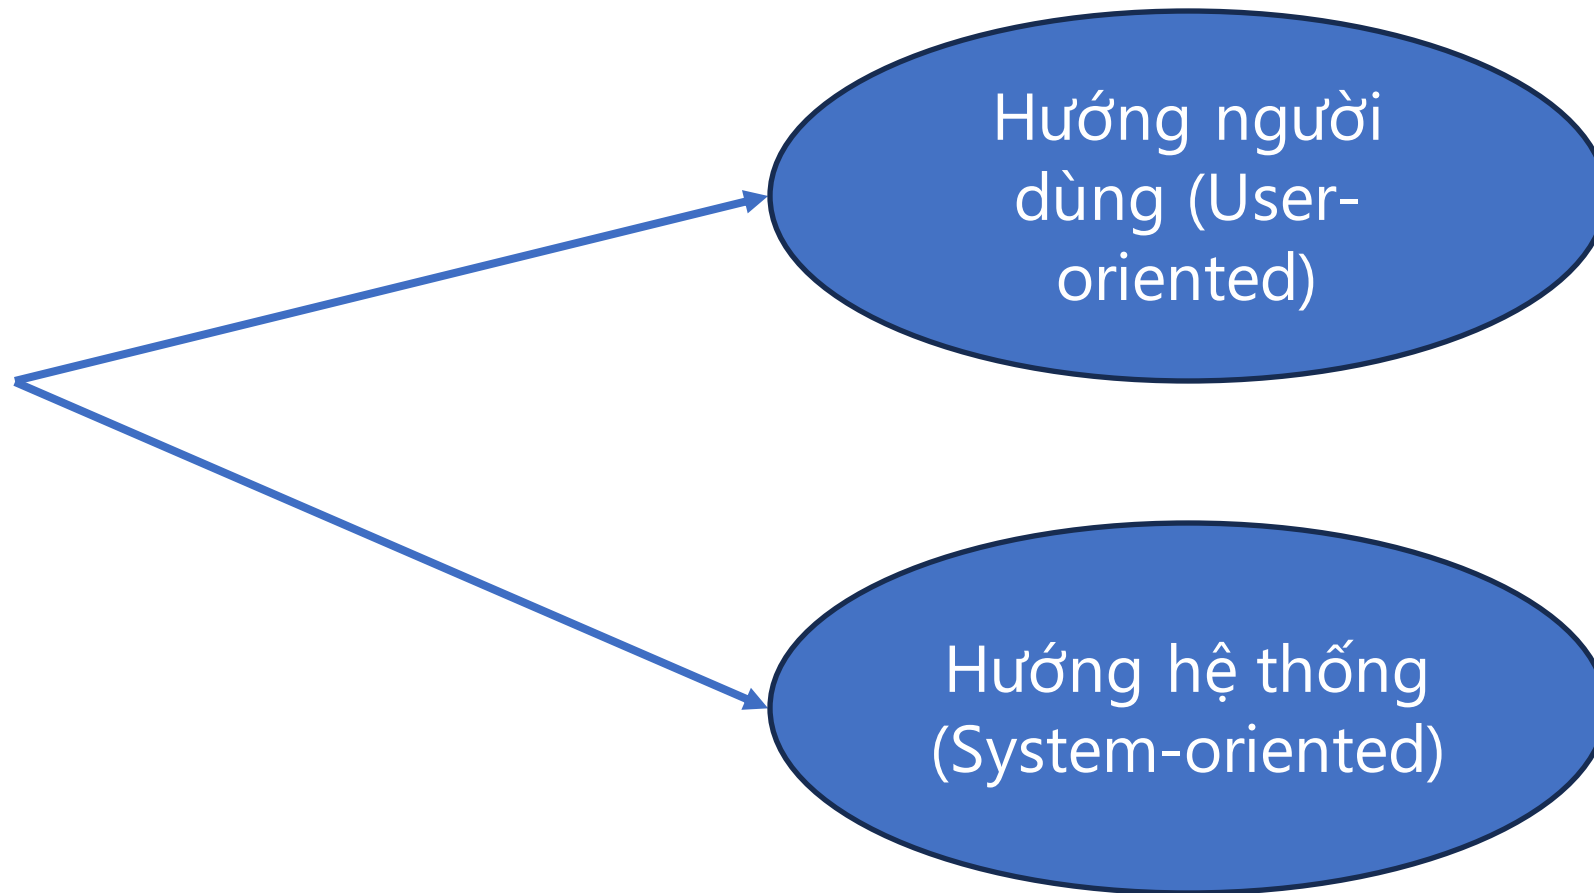 Hướng người
dùng (User-
oriented)
Hướng hệ thống
(System-oriented)